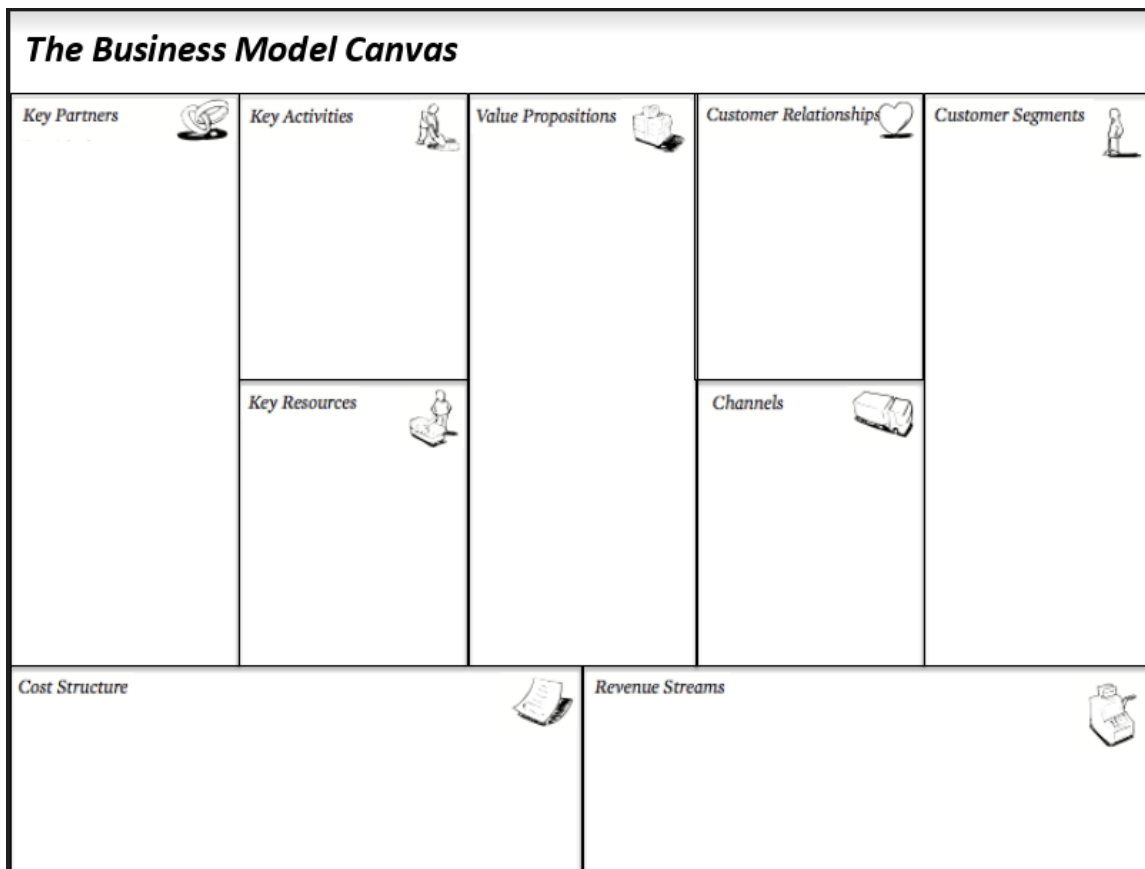 The Business Model Canvas
Key Partners
Key Activities
Value Propositions
Customer Relationships
Customer Segments
Key Resources
Channels
Cost Structure
Revenue Streams